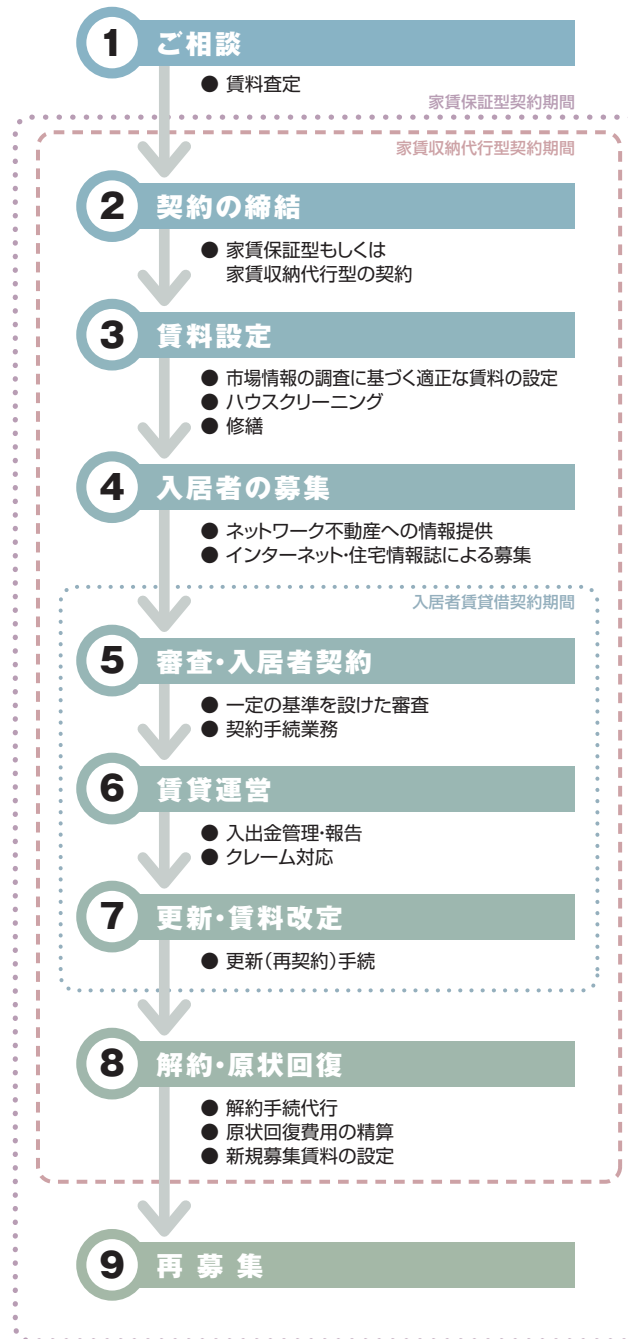 1 ご相談
● 賃料査定
家賃保証型契約期間
家賃収納代行型契約期間
2 契約の締結
● 家賃保証型もしくは
家賃収納代行型の契約
3 賃料設定
● 市場情報の調査に基づく適正な賃料の設定
● ハウスクリーニング
● 修繕
4 入居者の募集
● ネットワーク不動産への情報提供
● インターネット・住宅情報誌による募集
入居者賃貸借契約期間
5 審査・入居者契約
● 一定の基準を設けた審査
● 契約手続業務
6 賃貸運営
● 入出金管理・報告
● クレーム対応
7 更新・賃料改定
● 更新(再契約)手続
8 解約・原状回復
● 解約手続代行
● 原状回復費用の精算
● 新規募集賃料の設定
9 再募集